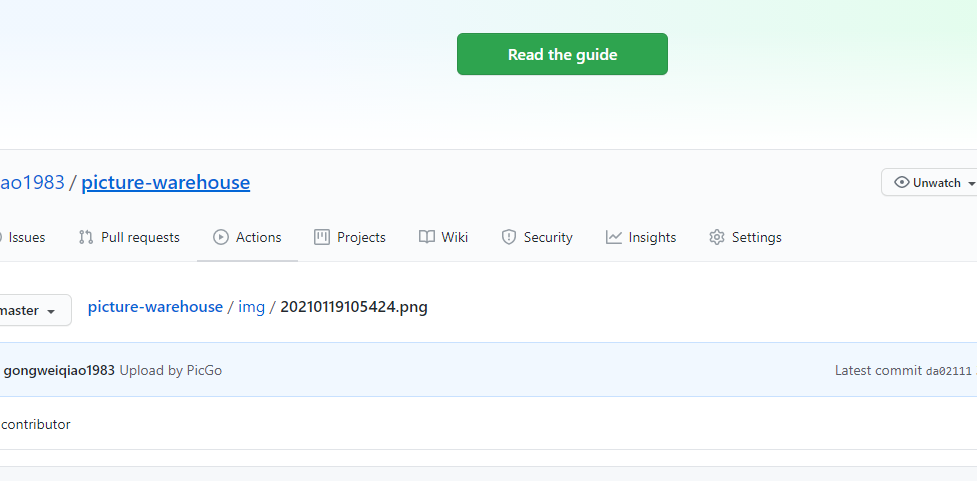 Read the guide
ao1983 / picture-warehouse
Unwatch
Issues Pull requests Actions Projects Wiki Security Insights Settings
master picture-warehouse / img / 20210119105424.png
gongweiqiao1983 Upload by PicGo Latest commit da02111
contributor